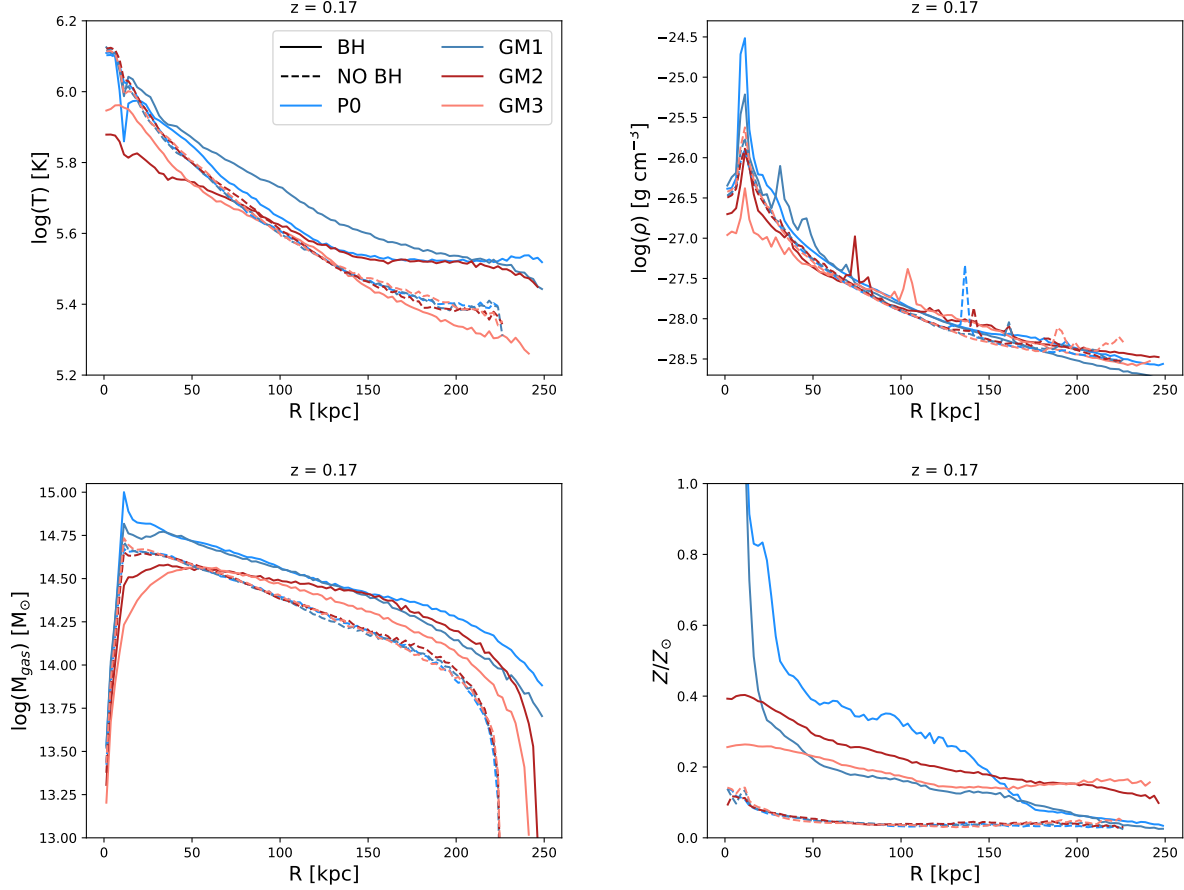 z = 0.17
6.2
6.0
5.8
5.6
5.4
5.2
log(T) [K]
BH
NO BH
P0
GM1
GM2
GM3
0 50 100 150 200 250
R [kpc]
z = 0.17
−24.5
−25.0
−25.5
−26.0
−26.5
−27.0
−27.5
−28.0
−28.5
log(ρ) [g cm⁻³]
0 50 100 150 200 250
R [kpc]
z = 0.17
15.00
14.75
14.50
14.25
14.00
13.75
13.50
13.25
13.00
log(M_gas) [M_⊙]
0 50 100 150 200 250
R [kpc]
z = 0.17
1.0
0.8
0.6
0.4
0.2
0.0
Z/Z_⊙
0 50 100 150 200 250
R [kpc]